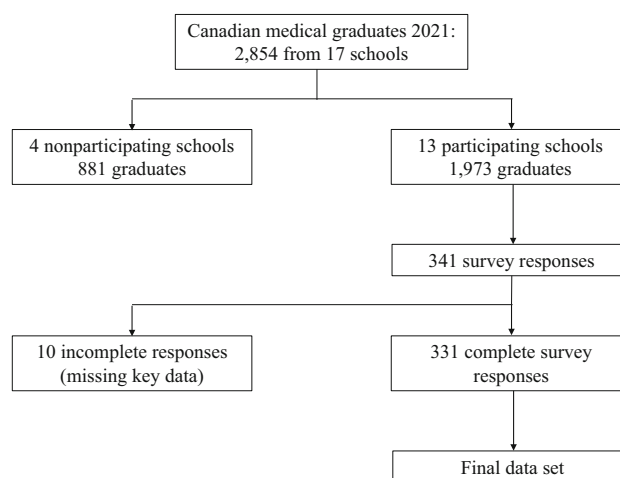 Canadian medical graduates 2021:
2,854 from 17 schools
4 nonparticipating schools
881 graduates
13 participating schools
1,973 graduates
341 survey responses
10 incomplete responses
(missing key data)
331 complete survey
responses
Final data set